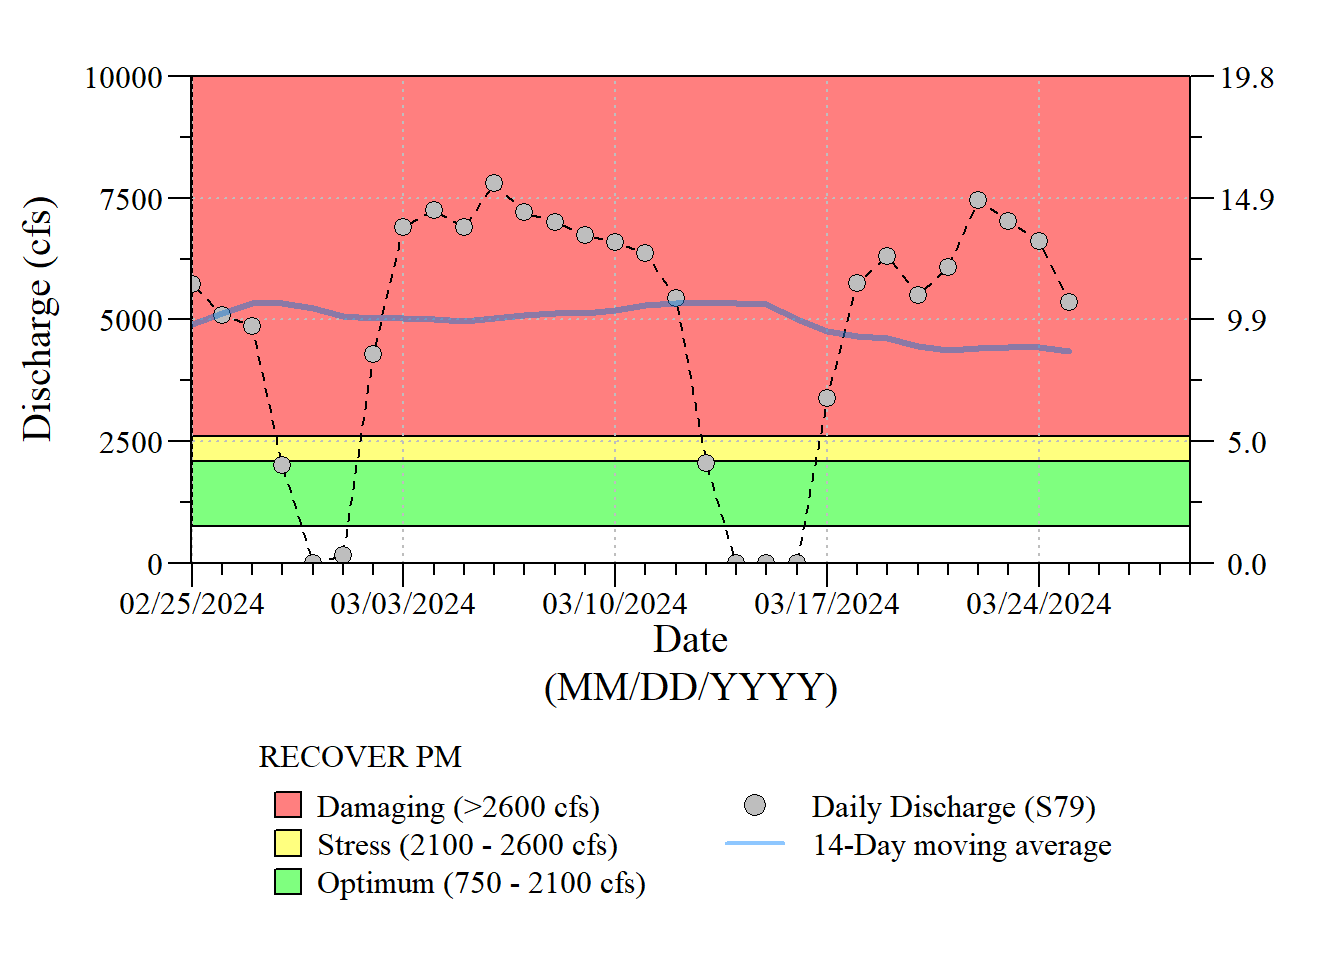 10000
7500
5000
2500
0
Discharge (cfs)
19.8
14.9
9.9
5.0
0.0
02/25/2024 03/03/2024 03/10/2024 03/17/2024 03/24/2024
Date
(MM/DD/YYYY)
RECOVER PM
Damaging (>2600 cfs)
Stress (2100 - 2600 cfs)
Optimum (750 - 2100 cfs)
Daily Discharge (S79)
14-Day moving average